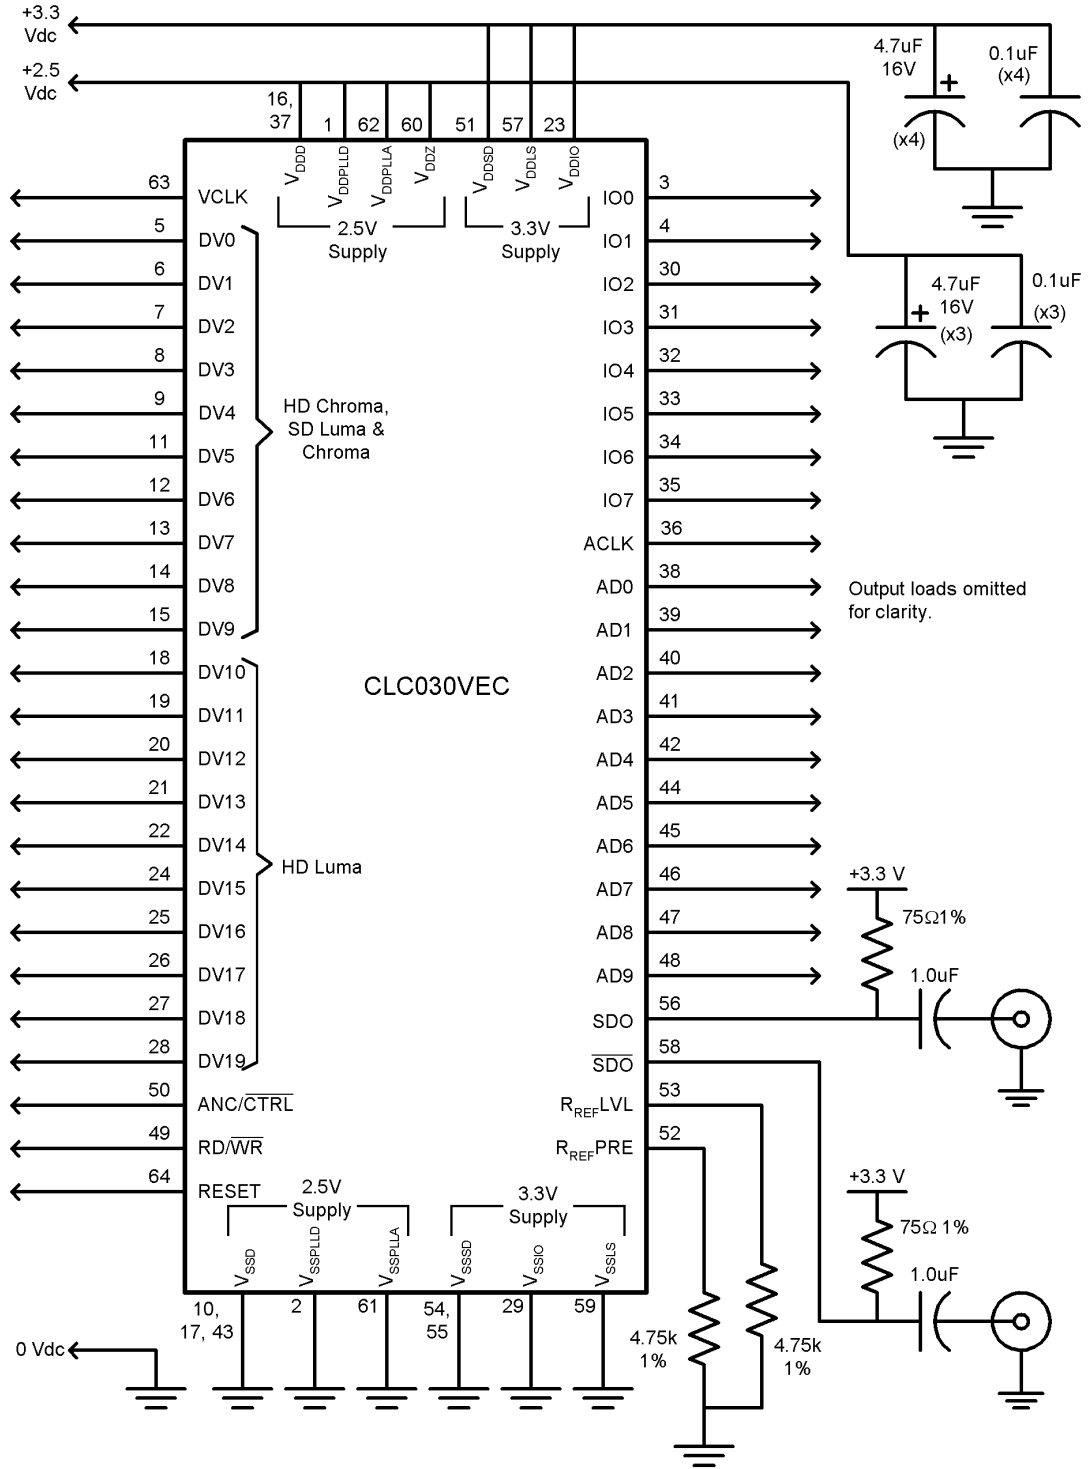 +3.3
Vdc
+2.5
Vdc
4.7uF
16V
(x4)
0.1uF
(x4)
16,
37
1
62
60
51
57
23
VDDD
VDDPLLD
VDDPLLA
VDDZ
VDDSD
VDDLS
VDDIO
2.5V
Supply
3.3V
Supply
4.7uF
16V
(x3)
0.1uF
(x3)
63 VCLK
5 DV0
6 DV1
7 DV2
8 DV3
9 DV4
11 DV5
12 DV6
13 DV7
14 DV8
15 DV9
18 DV10
19 DV11
20 DV12
21 DV13
22 DV14
24 DV15
25 DV16
26 DV17
27 DV18
28 DV19
50 ANC/CTRL
49 RD/WR
64 RESET
HD Chroma,
SD Luma &
Chroma
HD Luma
CLC030VEC
IO0 3
IO1 4
IO2 30
IO3 31
IO4 32
IO5 33
IO6 34
IO7 35
ACLK 36
AD0 38
AD1 39
AD2 40
AD3 41
AD4 42
AD5 44
AD6 45
AD7 46
AD8 47
AD9 48
SDO 56
SDO 58
RREFLVL 53
RREFPRE 52
Output loads omitted
for clarity.
+3.3 V
75Ω1%
1.0uF
+3.3 V
75Ω 1%
1.0uF
2.5V
Supply
3.3V
Supply
VSSD
VSSPLLD
VSSPLLA
VSSSD
VSSIO
VSSLS
10,
17, 43
2
61
54,
55
29
59
0 Vdc
4.75k
1%
4.75k
1%